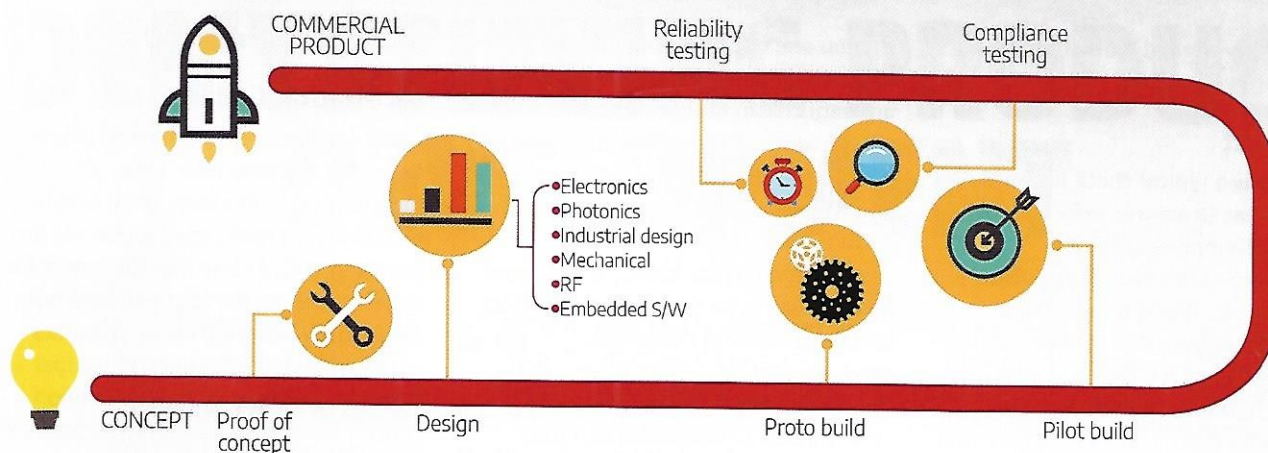 COMMERCIAL
PRODUCT
Reliability
testing
Compliance
testing
Electronics
Photonics
Industrial design
Mechanical
RF
Embedded S/W
CONCEPT
Proof of
concept
Design
Proto build
Pilot build